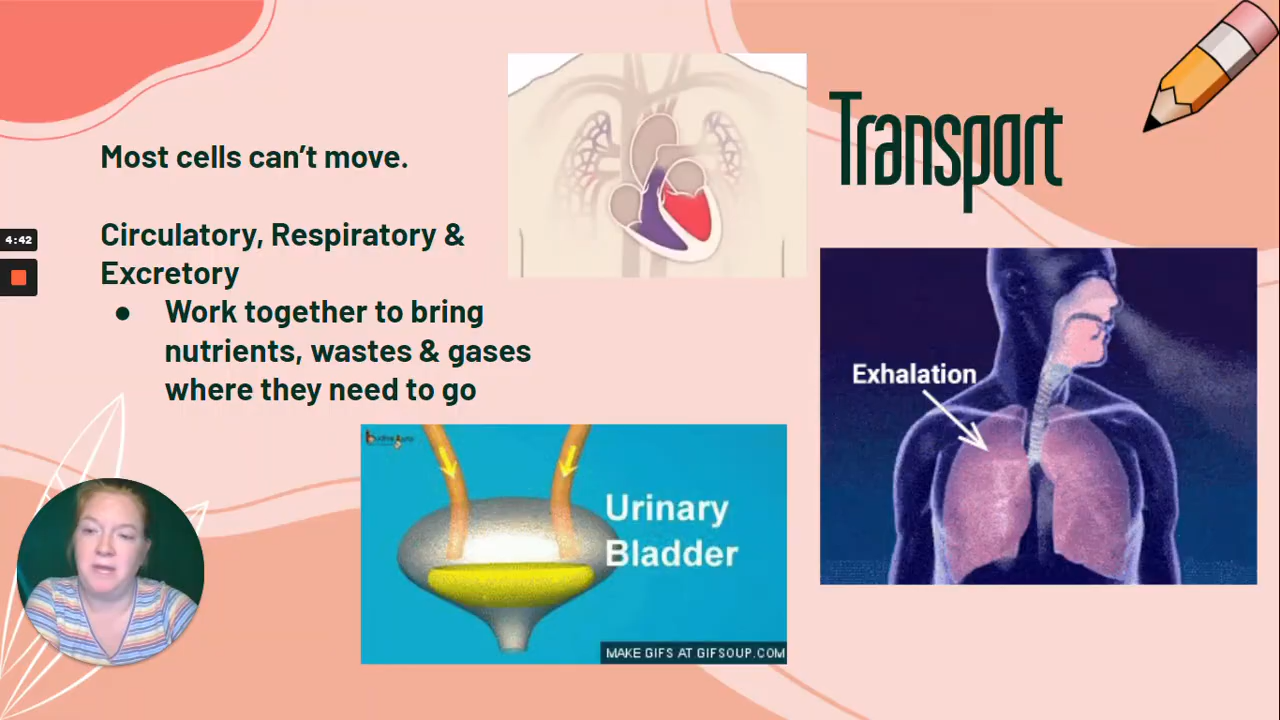 Transport
Most cells can't move.
Circulatory, Respiratory &
Excretory
● Work together to bring
nutrients, wastes & gases
where they need to go
4:42
Exhalation
Urinary
Bladder
MAKE GIFS AT GIFSOUP.COM